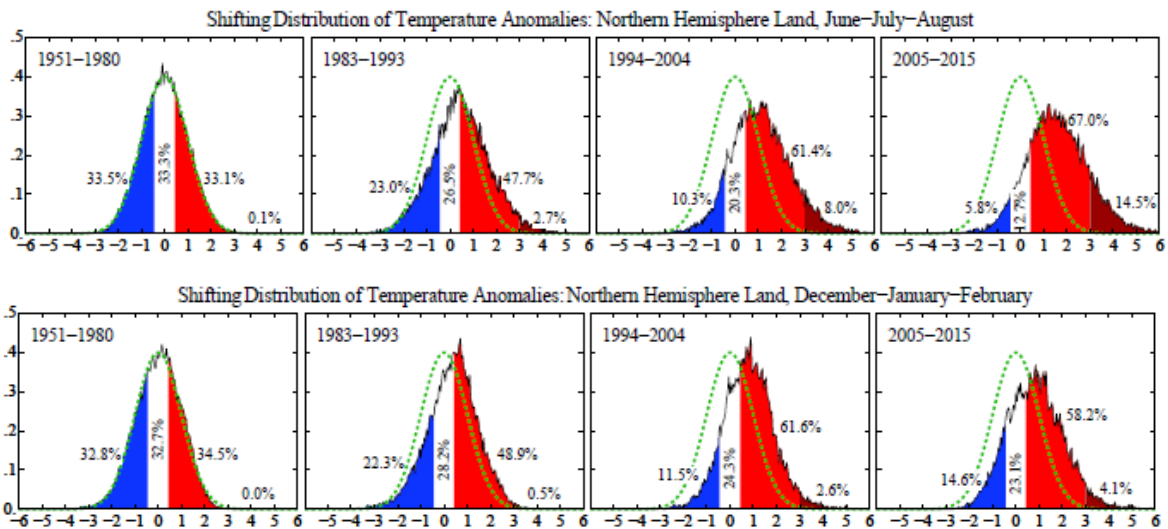 Shifting Distribution of Temperature Anomalies: Northern Hemisphere Land, June−July−August
1951−1980 1983−1993 1994−2004 2005−2015
.5
.4
.3
.2
.1
0
33.5% 33.3% 33.1% 0.1%
23.0% 26.5% 47.7% 2.7%
10.3% 20.3% 61.4% 8.0%
5.8% 12.7% 67.0% 14.5%
−6 −5 −4 −3 −2 −1 0 1 2 3 4 5 6 −5 −4 −3 −2 −1 0 1 2 3 4 5 6 −5 −4 −3 −2 −1 0 1 2 3 4 5 6 −5 −4 −3 −2 −1 0 1 2 3 4 5 6
Shifting Distribution of Temperature Anomalies: Northern Hemisphere Land, December−January−February
1951−1980 1983−1993 1994−2004 2005−2015
.5
.4
.3
.2
.1
0
32.8% 32.7% 34.5% 0.0%
22.3% 28.2% 48.9% 0.5%
11.5% 24.3% 61.6% 2.6%
14.6% 23.1% 58.2% 4.1%
−6 −5 −4 −3 −2 −1 0 1 2 3 4 5 6 −5 −4 −3 −2 −1 0 1 2 3 4 5 6 −5 −4 −3 −2 −1 0 1 2 3 4 5 6 −5 −4 −3 −2 −1 0 1 2 3 4 5 6